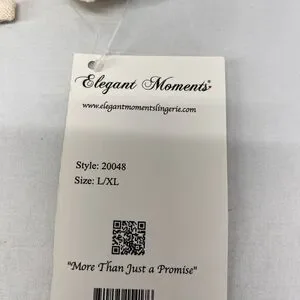 Elegant Moments
www.elegantmomentslingerie.com
Style: 20048
Size: L/XL
"More Than Just a Promise"